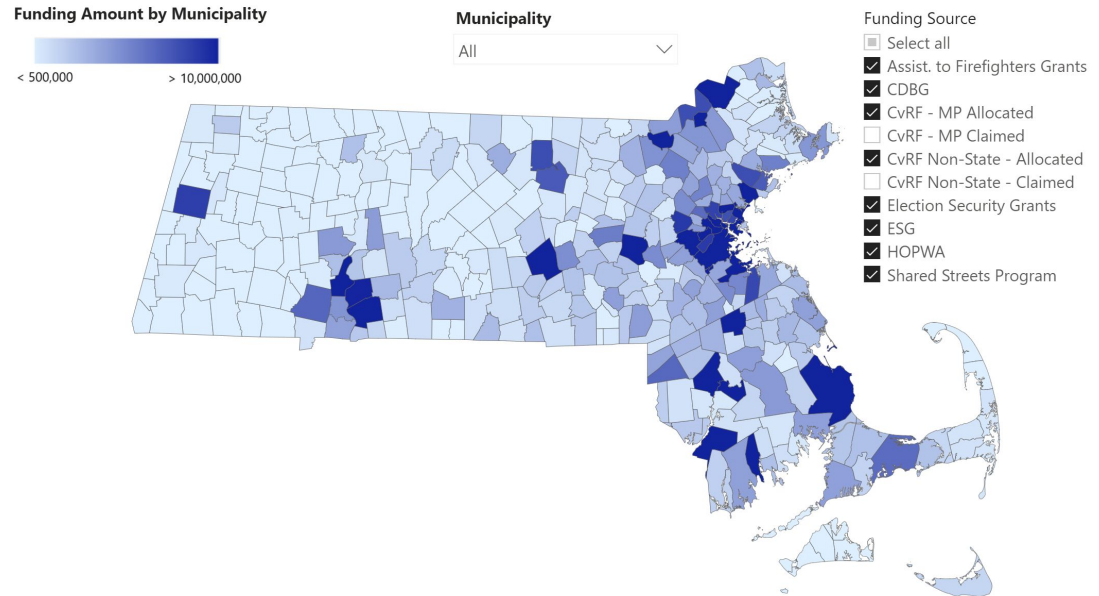 Funding Amount by Municipality
< 500,000
> 10,000,000
Municipality
All
Funding Source
Select all
Assist. to Firefighters Grants
CDBG
CvRF - MP Allocated
CvRF - MP Claimed
CvRF Non-State - Allocated
CvRF Non-State - Claimed
Election Security Grants
ESG
HOPWA
Shared Streets Program